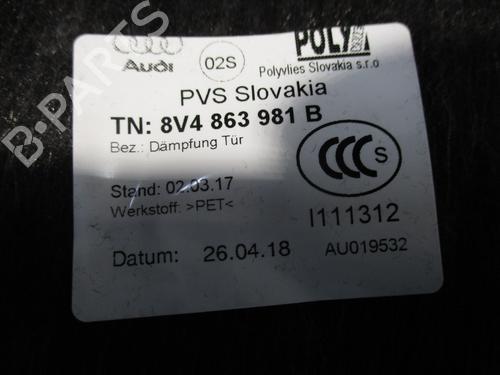 Audi
02S
POLY
Polyvlies Slovakia s.r.o
PVS Slovakia
TN: 8V4 863 981 B
Bez.: Dämpfung Tür
CCC S
Stand: 02.03.17
Werkstoff: >PET<
I111312
Datum: 26.04.18
AU019532
B-PARTS